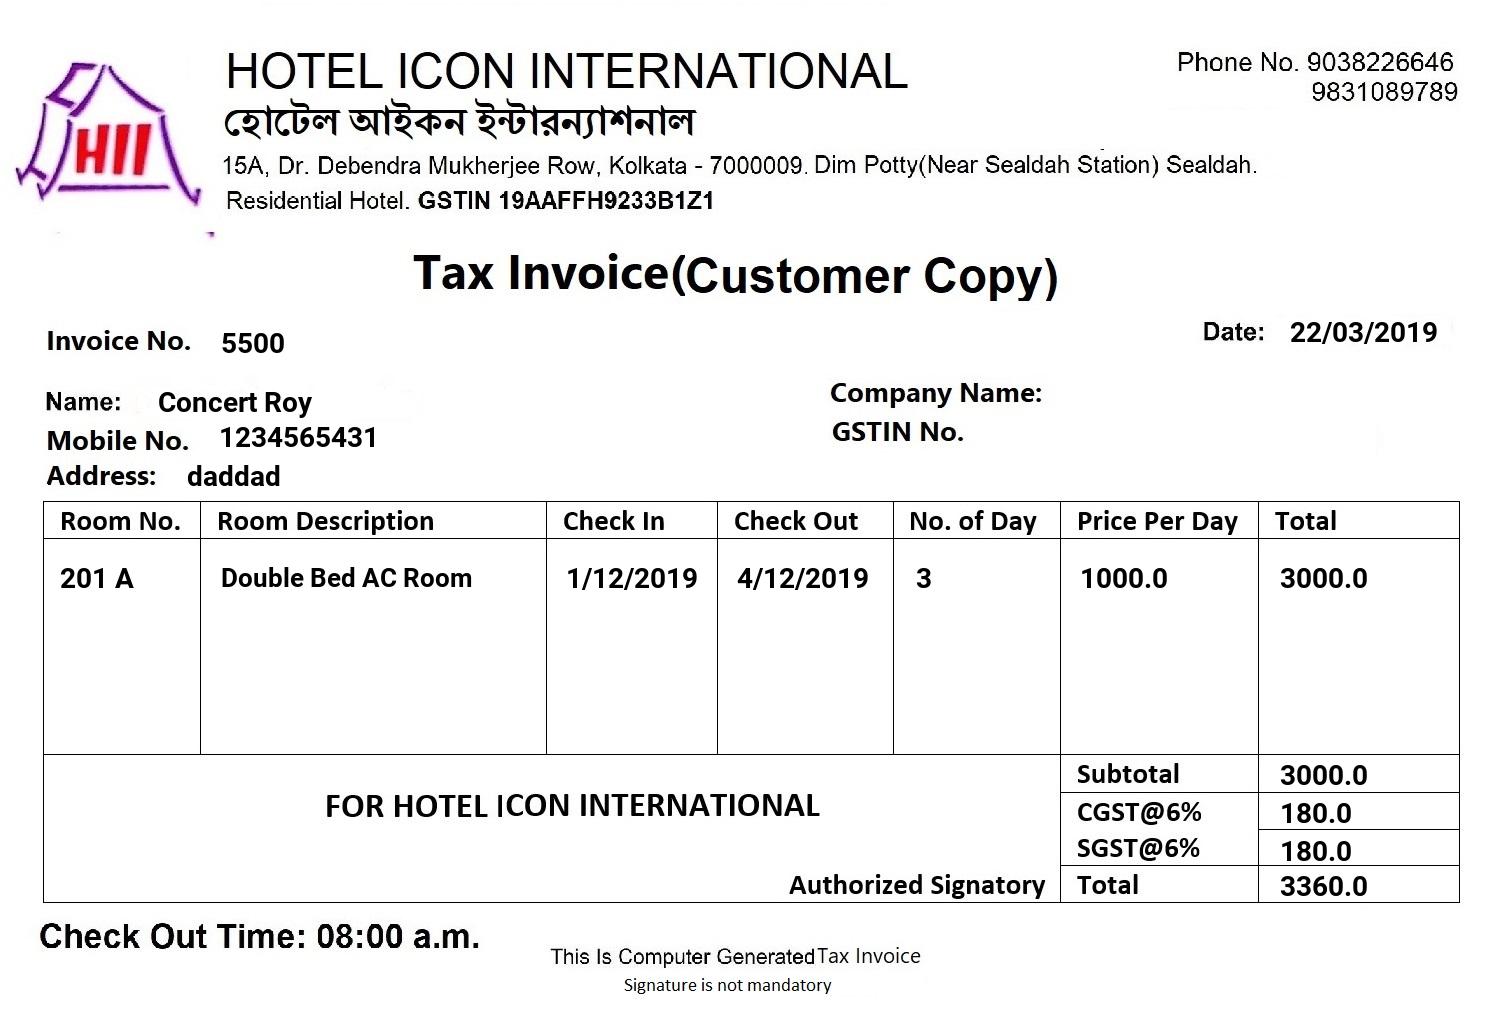 HII
HOTEL ICON INTERNATIONAL
হোটেল আইকন ইন্টারন্যাশনাল
15A, Dr. Debendra Mukherjee Row, Kolkata - 7000009. Dim Potty(Near Sealdah Station) Sealdah.
Residential Hotel. GSTIN 19AAFFH9233B1Z1
Phone No. 9038226646
9831089789
Tax Invoice(Customer Copy)
Invoice No. 5500
Date: 22/03/2019
Name: Concert Roy
Mobile No. 1234565431
Address: daddad
Company Name:
GSTIN No.
Room No. Room Description Check In Check Out No. of Day Price Per Day Total
201 A Double Bed AC Room 1/12/2019 4/12/2019 3 1000.0 3000.0
Subtotal 3000.0
FOR HOTEL ICON INTERNATIONAL
CGST@6% 180.0
SGST@6% 180.0
Authorized Signatory
Total 3360.0
Check Out Time: 08:00 a.m.
This Is Computer Generated Tax Invoice
Signature is not mandatory